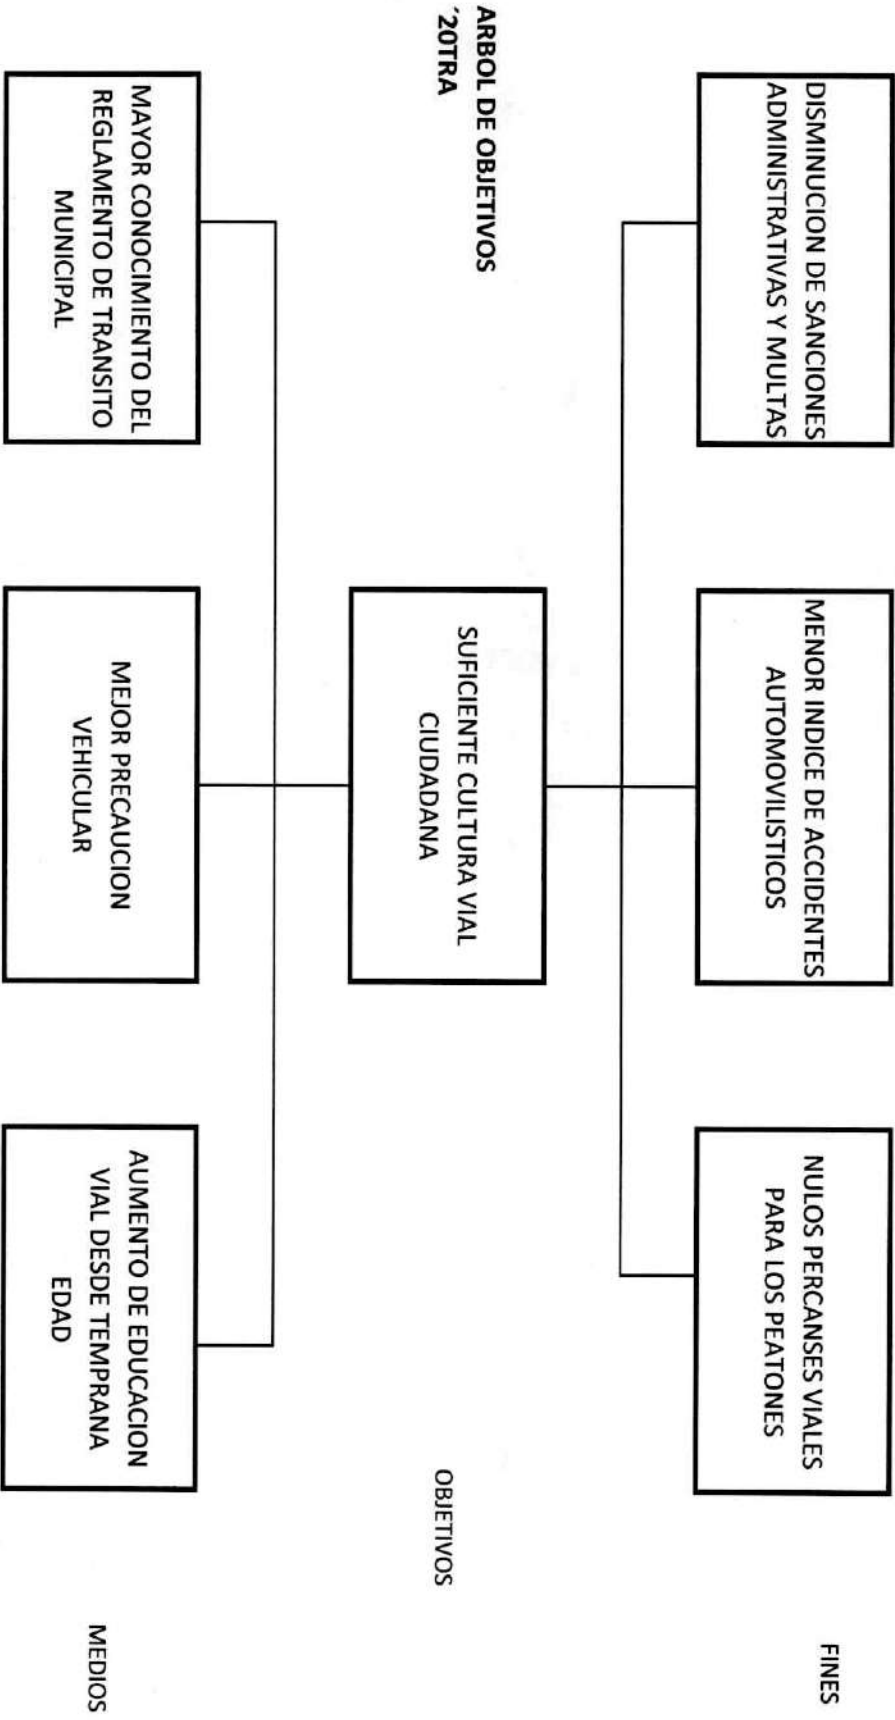 DISMINUCION DE SANCIONES
ADMINISTRATIVAS Y MULTAS
MENOR INDICE DE ACCIDENTES
AUTOMOVILISTICOS
NULOS PERCANSES VIALES
PARA LOS PEATONES
FINES
ARBOL DE OBJETIVOS
´20TRA
SUFICIENTE CULTURA VIAL
CIUDADANA
OBJETIVOS
MAYOR CONOCIMIENTO DEL
REGLAMENTO DE TRANSITO
MUNICIPAL
MEJOR PRECAUCION
VEHICULAR
AUMENTO DE EDUCACION
VIAL DESDE TEMPRANA
EDAD
MEDIOS